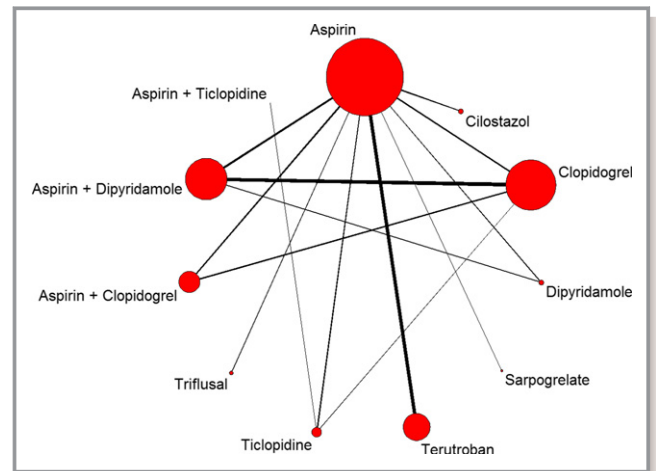 Aspirin
Aspirin + Ticlopidine
Cilostazol
Aspirin + Dipyridamole
Clopidogrel
Aspirin + Clopidogrel
Dipyridamole
Triflusal
Sarpogrelate
Ticlopidine
Terutroban